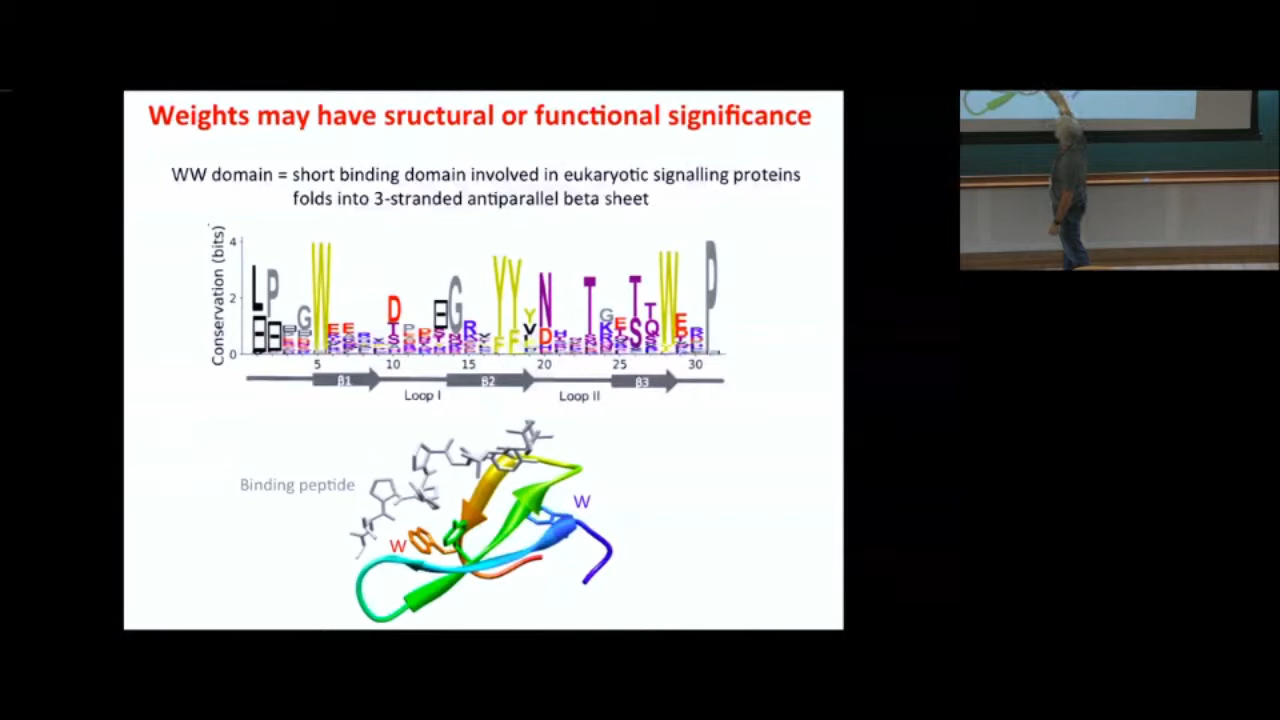 Weights may have sructural or functional significance
WW domain = short binding domain involved in eukaryotic signalling proteins
folds into 3-stranded antiparallel beta sheet
Conservation (bits)
4
2
0
5 10 15 20 25 30
β1 β2 β3
Loop I Loop II
Binding peptide
W
W